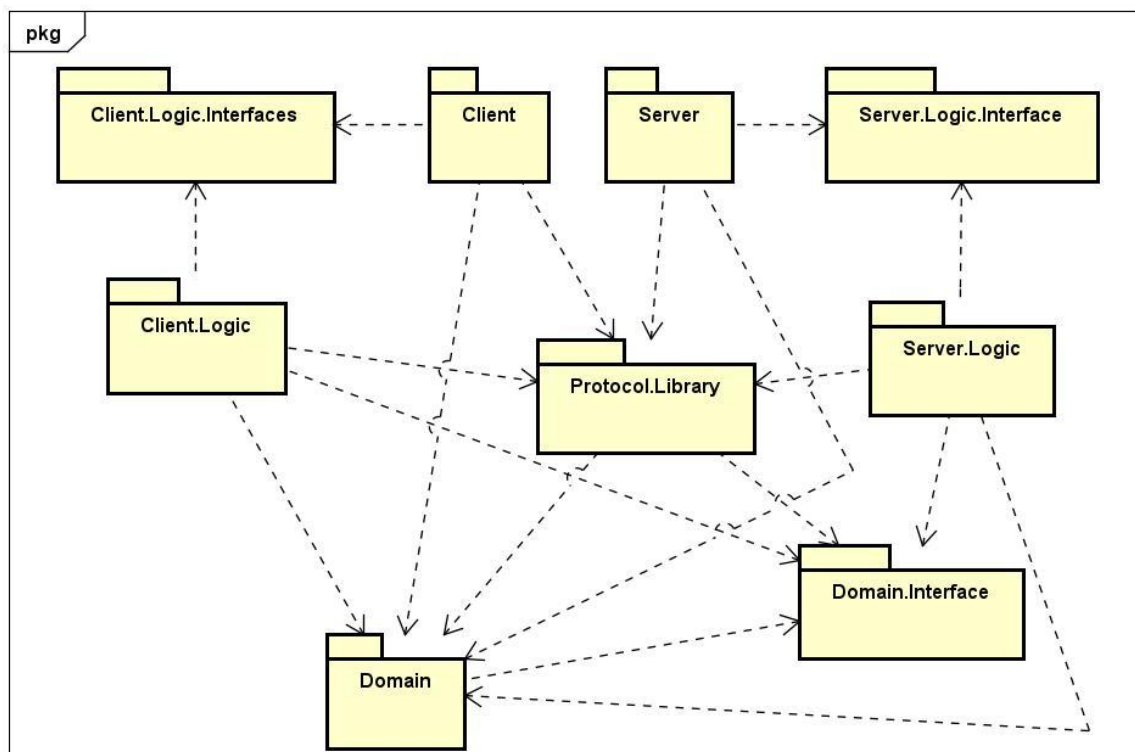 pkg
Client.Logic.Interfaces
Client
Server
Server.Logic.Interface
Client.Logic
Protocol.Library
Server.Logic
Domain.Interface
Domain